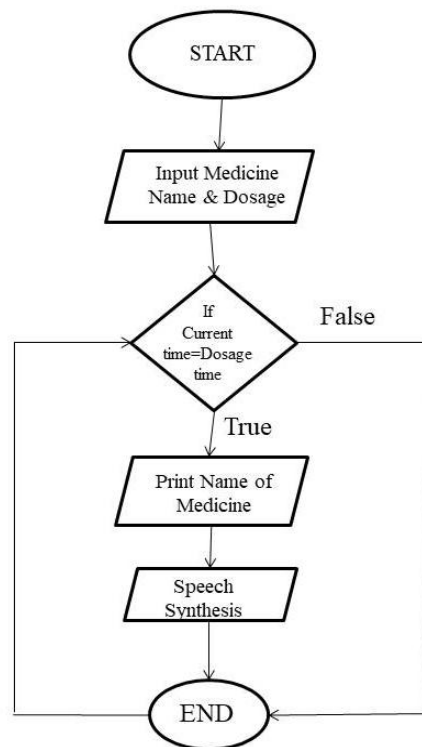 START
Input Medicine
Name & Dosage
If
Current
time=Dosage
time
False
True
Print Name of
Medicine
Speech
Synthesis
END